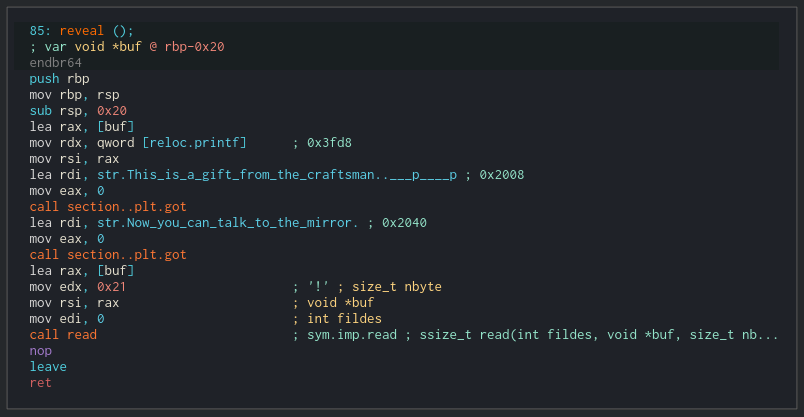 85: reveal ();
; var void *buf @ rbp-0x20
endbr64
push rbp
mov rbp, rsp
sub rsp, 0x20
lea rax, [buf]
mov rdx, qword [reloc.printf] ; 0x3fd8
mov rsi, rax
lea rdi, str.This_is_a_gift_from_the_craftsman..___p____p ; 0x2008
mov eax, 0
call section..plt.got
lea rdi, str.Now_you_can_talk_to_the_mirror. ; 0x2040
mov eax, 0
call section..plt.got
lea rax, [buf]
mov edx, 0x21 ; '!' ; size_t nbyte
mov rsi, rax ; void *buf
mov edi, 0 ; int fildes
call read ; sym.imp.read ; ssize_t read(int fildes, void *buf, size_t nb...
nop
leave
ret